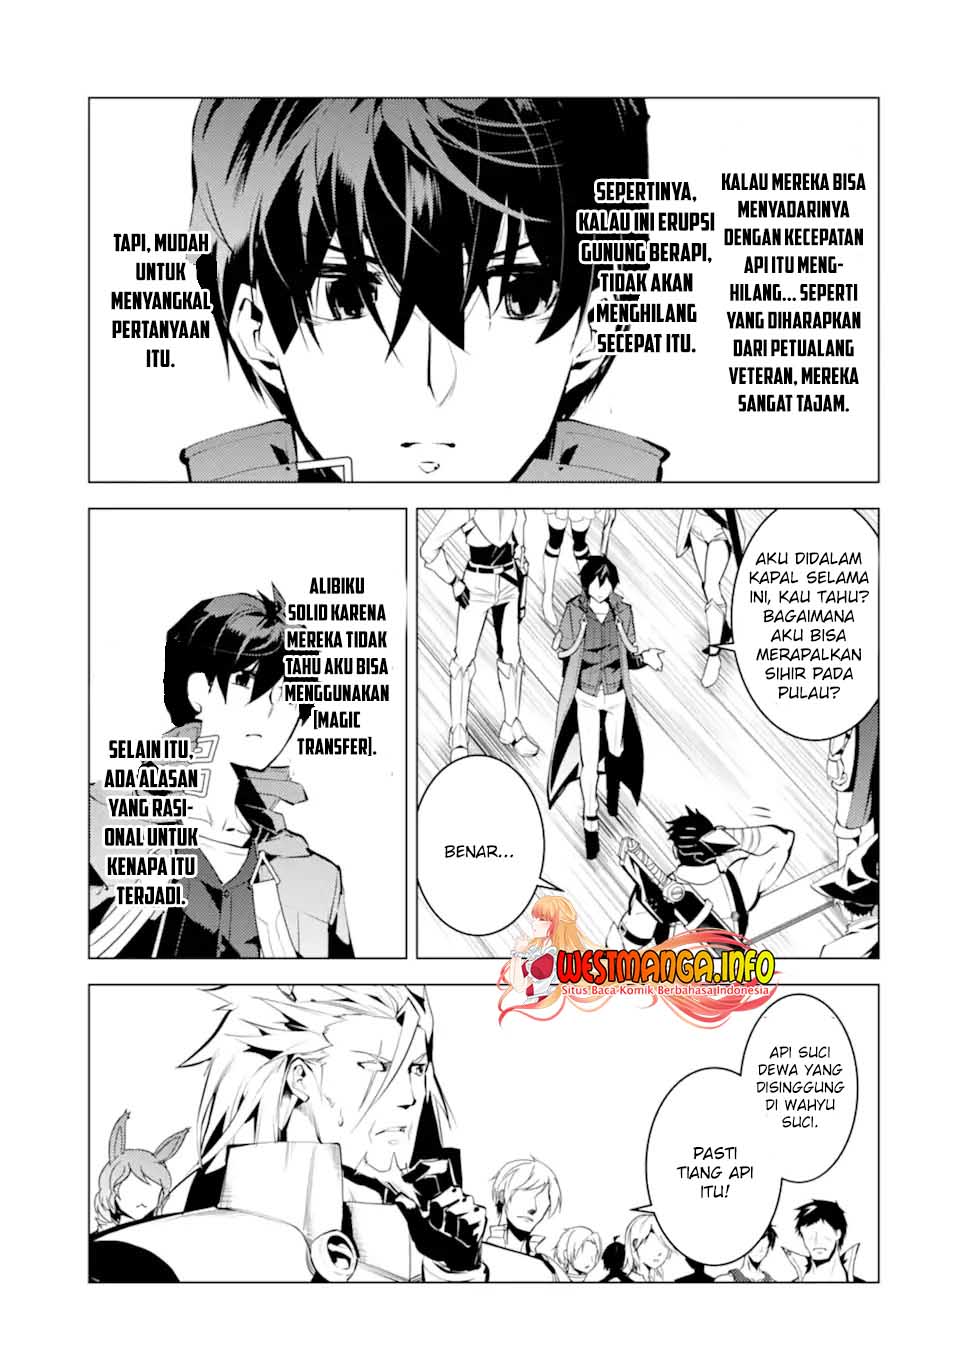 KALAU MEREKA BISA
MENYADARINYA
DENGAN KECEPATAN
API ITU MENG-
HILANG... SEPERTI
YANG DIHARAPKAN
DARI PETUALANG
VETERAN, MEREKA
SANGAT TAJAM.
SEPERTINYA,
KALAU INI ERUPSI
GUNUNG BERAPI,
TIDAK AKAN
MENGHILANG
SECEPAT ITU.
TAPI, MUDAH
UNTUK
MENYANGKAL
PERTANYAAN
ITU.
AKU DIDALAM
KAPAL SELAMA
INI, KAU TAHU?
BAGAIMANA
AKU BISA
MERAPALKAN
SIHIR PADA
PULAU?
BENAR...
ALIBIKU
SOLID KARENA
MEREKA TIDAK
TAHU AKU BISA
MENGGUNAKAN
[MAGIC
TRANSFER].
SELAIN ITU,
ADA ALASAN
YANG RASI-
ONAL UNTUK
KENAPA ITU
TERJADI.
WESTMANGA.INFO
Situs Baca Komik Berbahasa Indonesia
API SUCI
DEWA YANG
DISINGGUNG
DI WAHYU
SUCI.
PASTI
TIANG API
ITU!